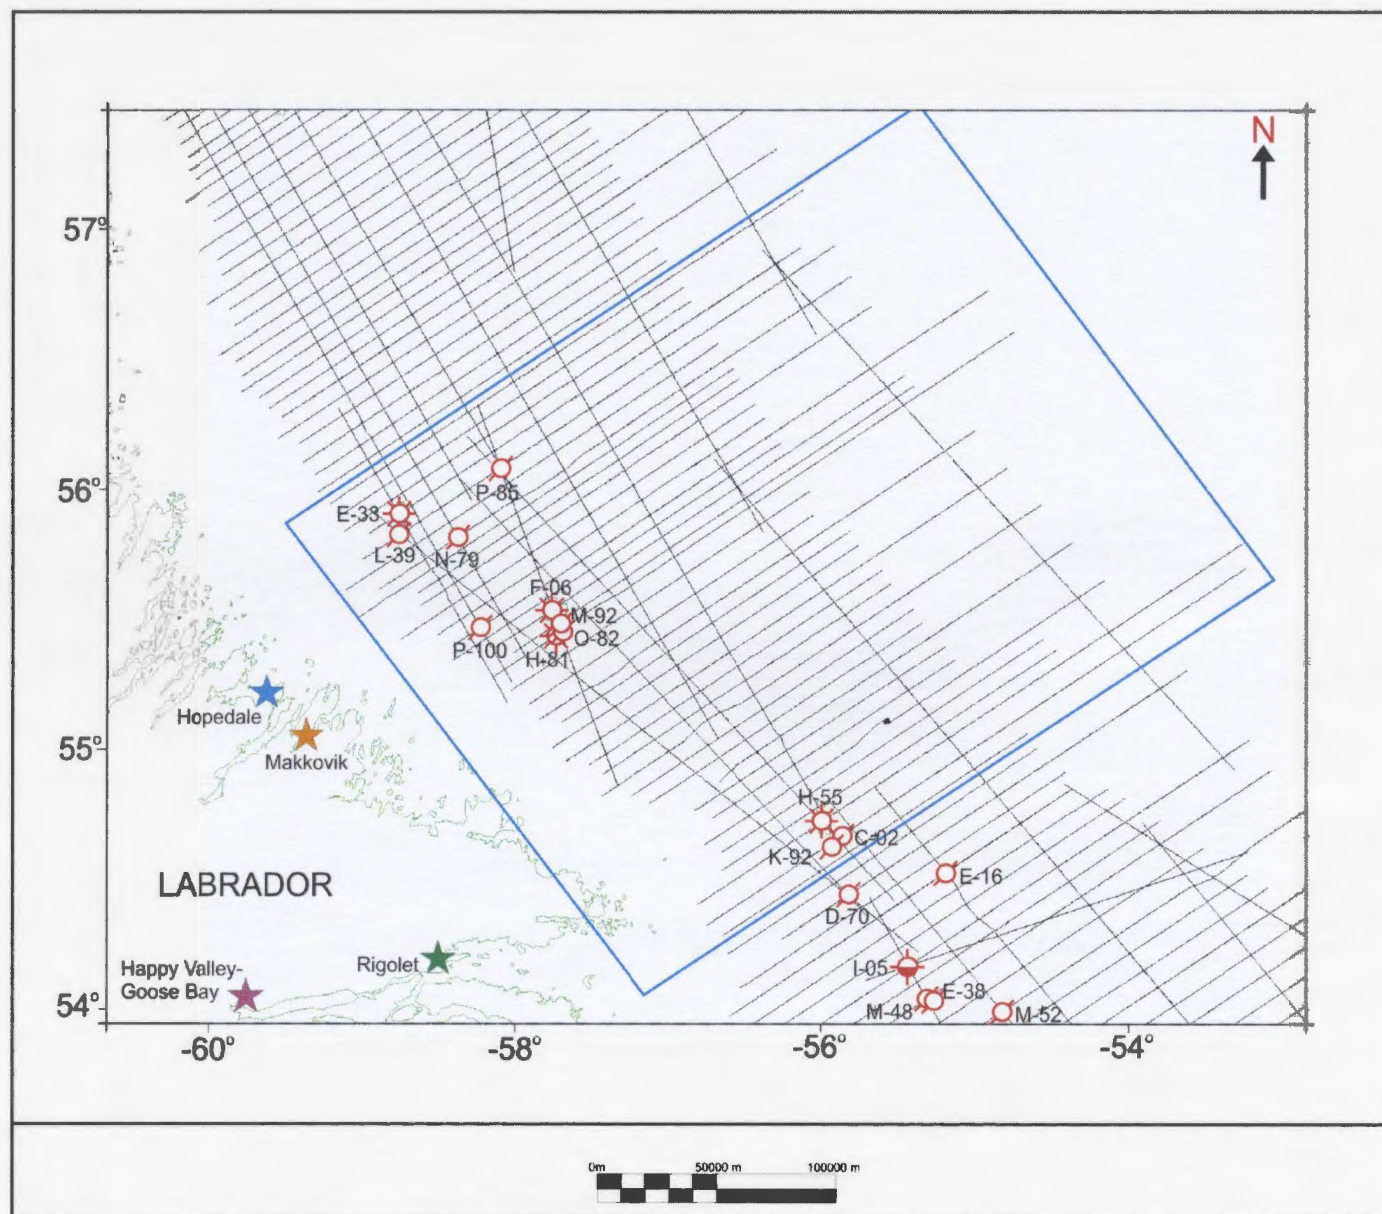 N
57°
56°
P-85
E-33
L-39
N-79
F-06
M-92
O-82
P-100
H-81
Hopedale
55°
Makkovik
H-55
C-02
K-92
LABRADOR
E-16
D-70
Rigolet
I-05
Happy Valley-
Goose Bay
E-38
54°
M-48
M-52
-60°
-58°
-56°
-54°
0m
50000 m
100000 m